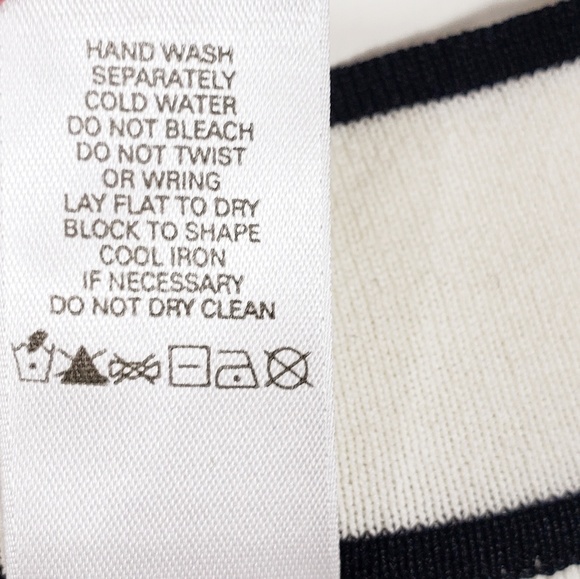 HAND WASH
SEPARATELY
COLD WATER
DO NOT BLEACH
DO NOT TWIST
OR WRING
LAY FLAT TO DRY
BLOCK TO SHAPE
COOL IRON
IF NECESSARY
DO NOT DRY CLEAN